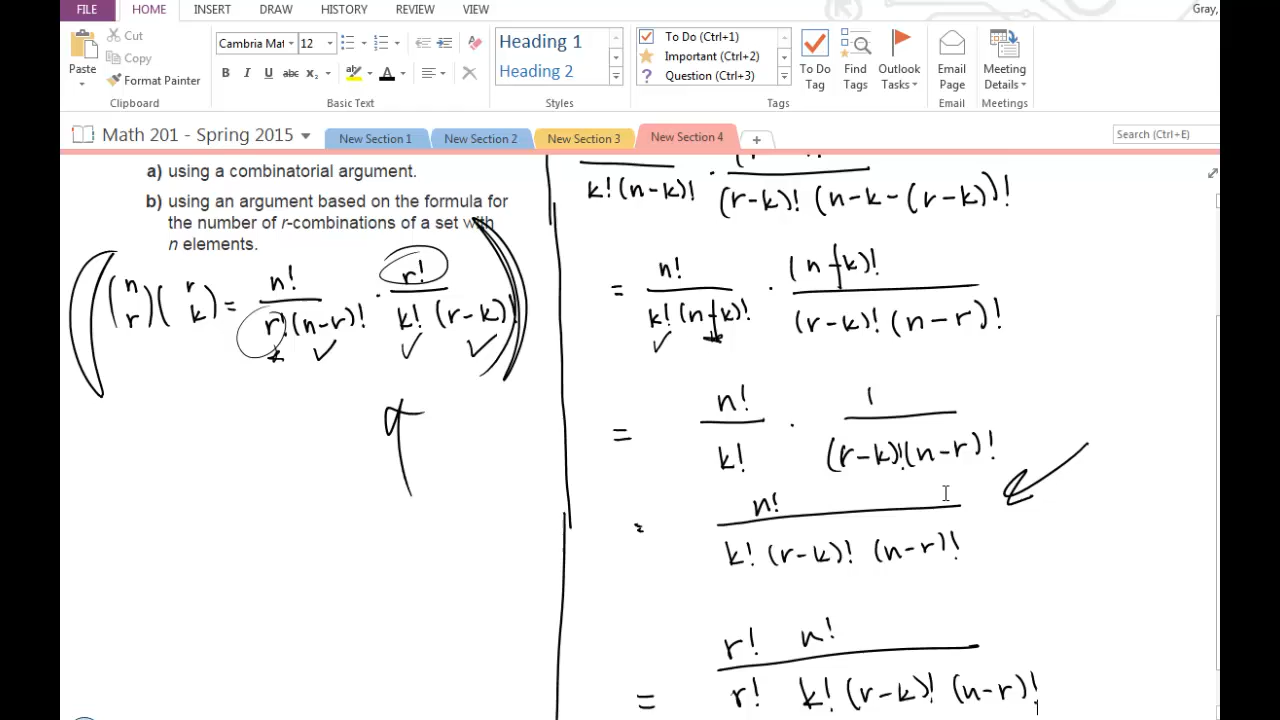 FILE HOME INSERT DRAW HISTORY REVIEW VIEW Gray,
Paste
Cut
Copy
Format Painter
Clipboard
Cambria Mat 12
B I U abc x₂ A
Basic Text
Heading 1
Heading 2
Styles
To Do (Ctrl+1)
Important (Ctrl+2)
Question (Ctrl+3)
To Do Tag
Find Tags
Outlook Tasks
Tags
Email Page
Email
Meeting Details
Meetings
Math 201 - Spring 2015 New Section 1 New Section 2 New Section 3 New Section 4 + Search (Ctrl+E)
a) using a combinatorial argument.
b) using an argument based on the formula for
the number of r-combinations of a set with
n elements.
(n r)(r k) = n!/(r!(n-r)!) · r!/(k!(r-k)!)
k!(n-k)! · (r-k)!(n-k-(r-k))!
= n!/(k!(n-k)!) · (n-k)!/((r-k)!(n-r)!)
= n!/k! · 1/((r-k)!(n-r)!)
= n!/(k!(r-k)!(n-r)!)
= r! n!/(r! k!(r-k)!(n-r)!)